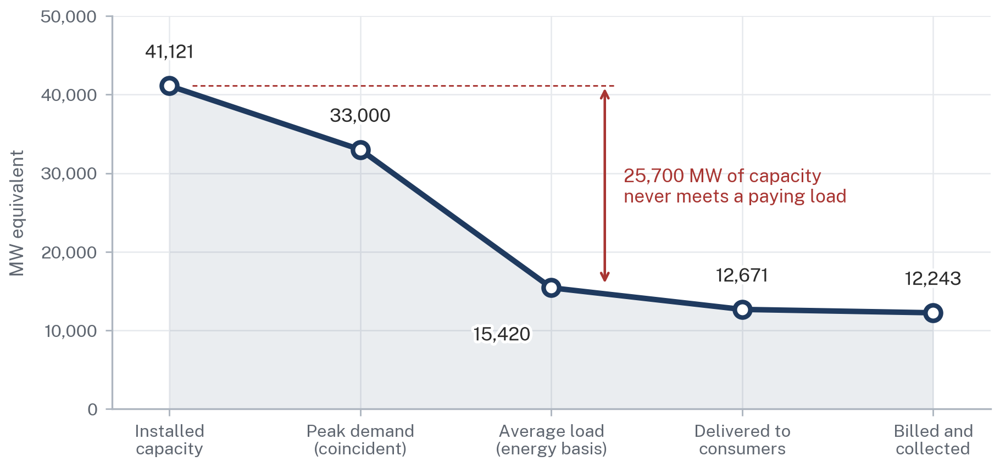 50,000
41,121
40,000
33,000
30,000
25,700 MW of capacity
never meets a paying load
MW equivalent
20,000
12,671
12,243
15,420
10,000
0
Installed
capacity
Peak demand
(coincident)
Average load
(energy basis)
Delivered to
consumers
Billed and
collected